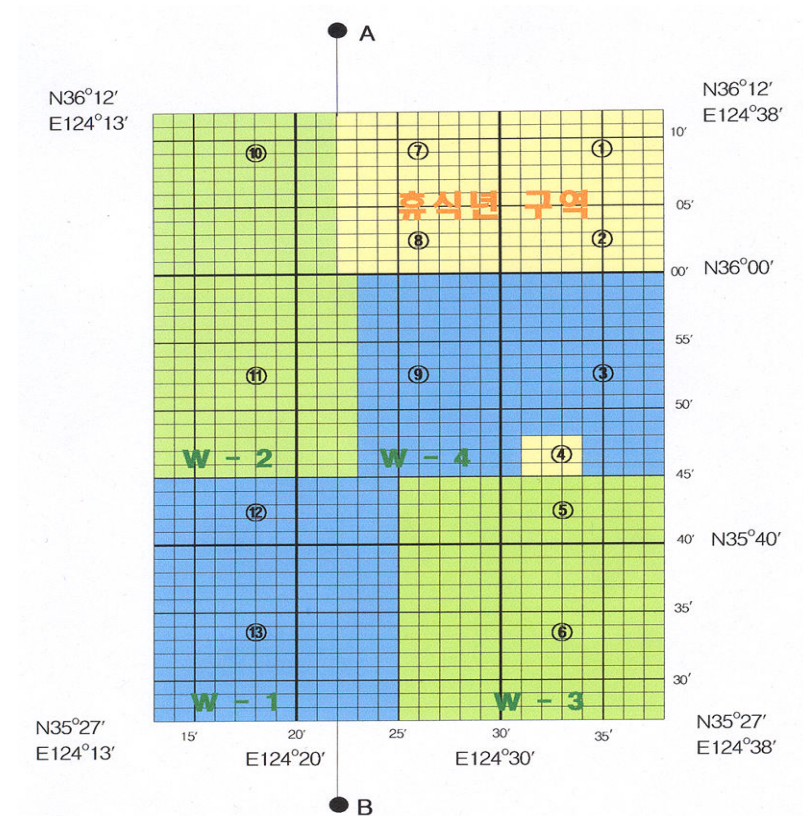 A
N36°12′
E124°13′
N36°12′
E124°38′
10′
⑩
⑦
①
휴식년 구역
05′
⑧
②
00′
N36°00′
55′
⑪
⑨
③
50′
W - 2
W - 4
④
45′
⑫
⑤
40′
N35°40′
35′
⑬
⑥
30′
W - 1
W - 3
N35°27′
E124°13′
15′
20′
25′
30′
35′
E124°20′
E124°30′
N35°27′
E124°38′
B